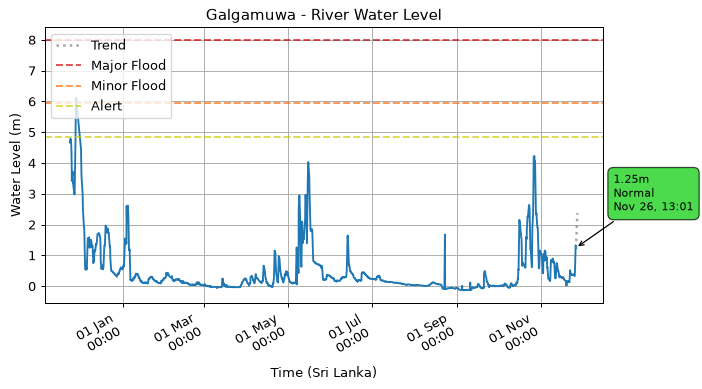 Galgamuwa - River Water Level
Trend
Major Flood
Minor Flood
Alert
Water Level (m)
8
7
6
5
4
3
2
1
0
1.25m
Normal
Nov 26, 13:01
01 Jan
00:00
01 Mar
00:00
01 May
00:00
01 Jul
00:00
01 Sep
00:00
01 Nov
00:00
Time (Sri Lanka)